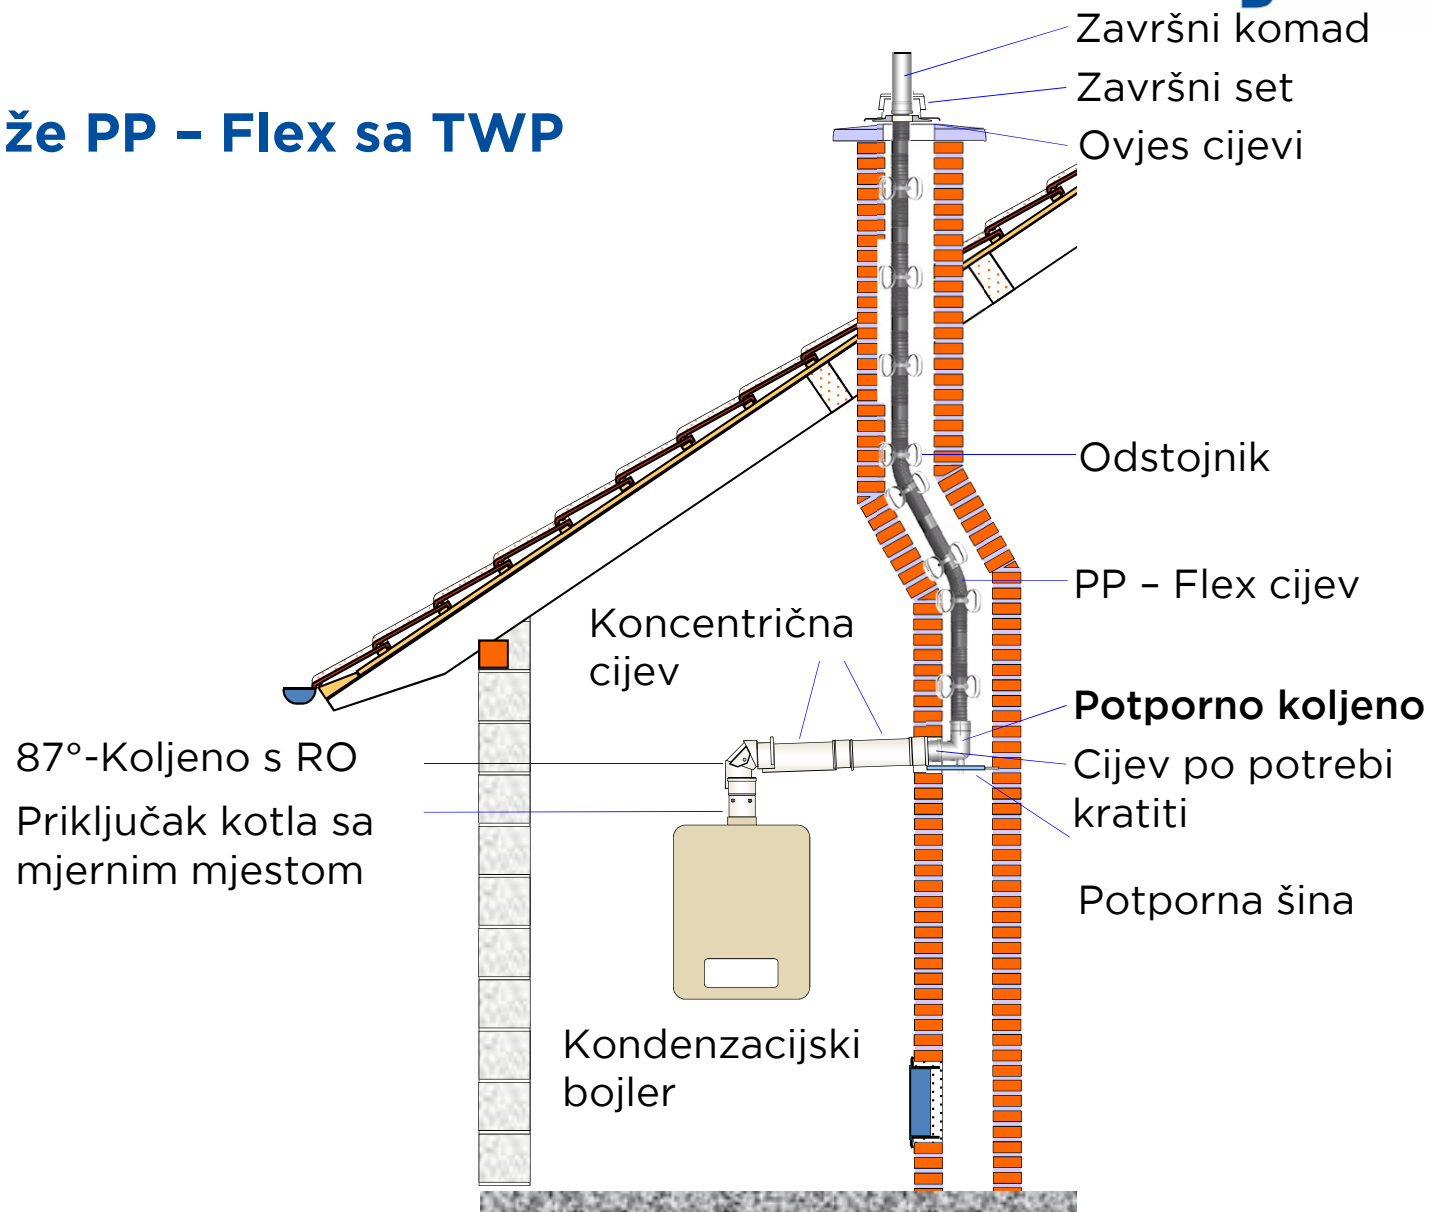 že PP – Flex sa TWP
Završni komad
Završni set
Ovjes cijevi
Odstojnik
PP – Flex cijev
Koncentrična
cijev
Potporno koljeno
87°-Koljeno s RO
Cijev po potrebi
kratiti
Priključak kotla sa
mjernim mjestom
Potporna šina
Kondenzacijski
bojler